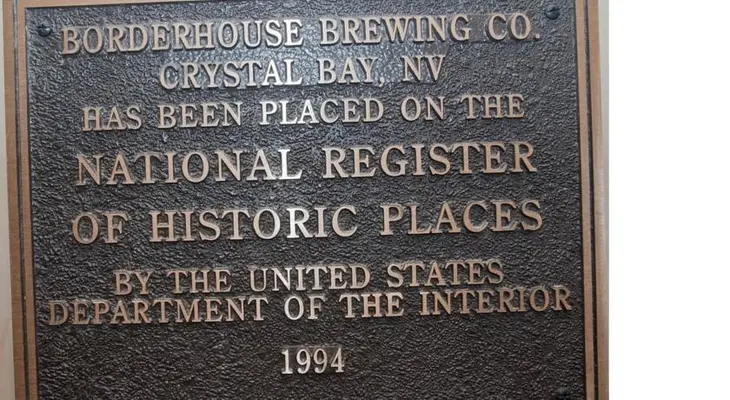 BORDERHOUSE BREWING CO.
CRYSTAL BAY, NV
HAS BEEN PLACED ON THE
NATIONAL REGISTER
OF HISTORIC PLACES
BY THE UNITED STATES
DEPARTMENT OF THE INTERIOR
1994